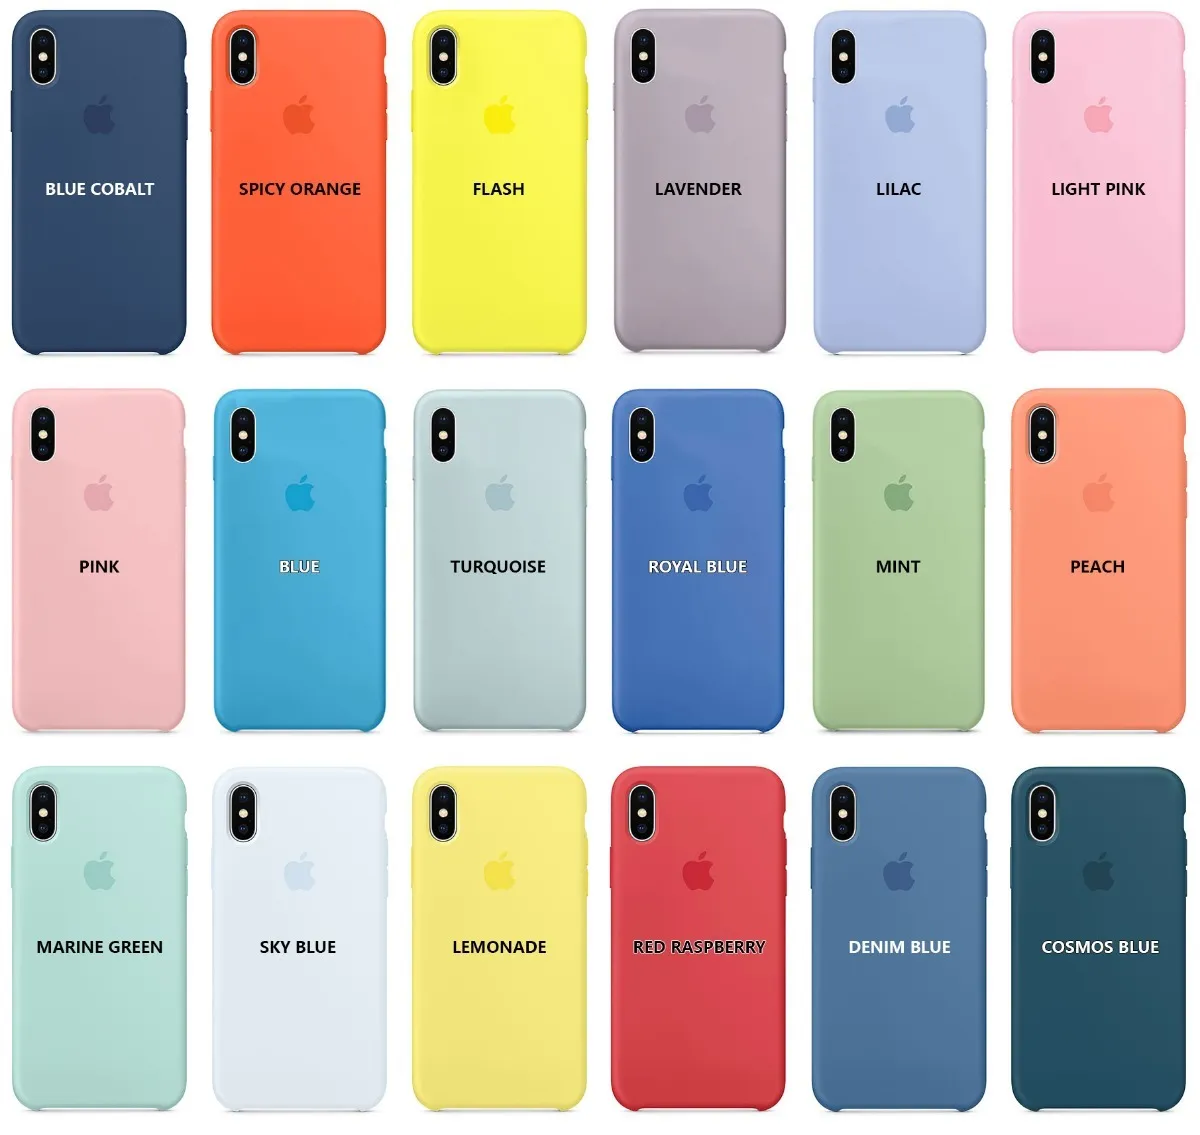 BLUE COBALT
SPICY ORANGE
FLASH
LAVENDER
LILAC
LIGHT PINK
PINK
BLUE
TURQUOISE
ROYAL BLUE
MINT
PEACH
MARINE GREEN
SKY BLUE
LEMONADE
RED RASPBERRY
DENIM BLUE
COSMOS BLUE